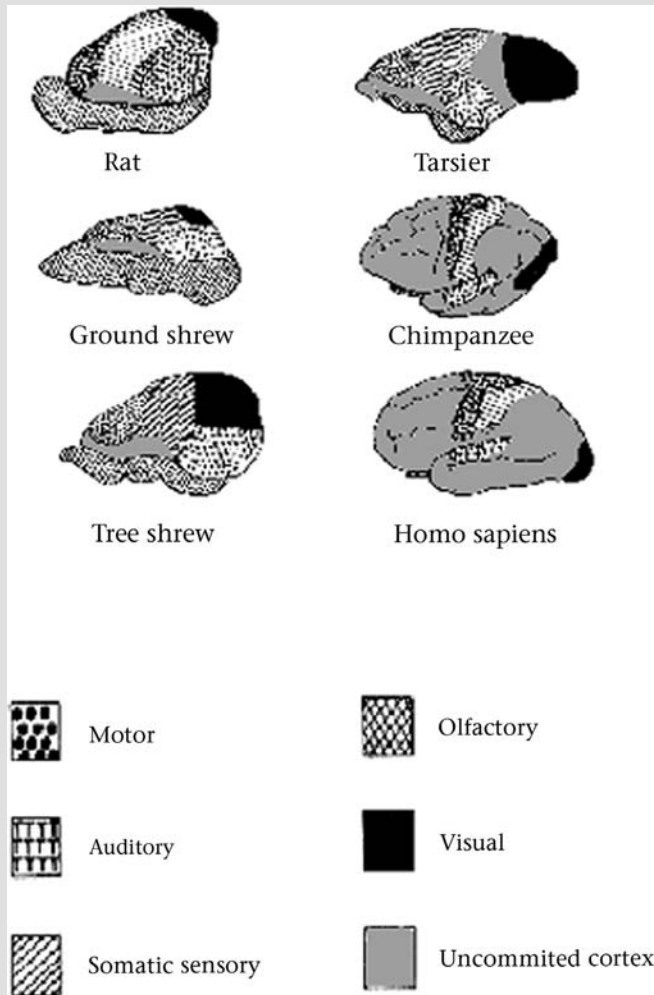 Rat
Tarsier
Ground shrew
Chimpanzee
Tree shrew
Homo sapiens
Motor
Olfactory
Auditory
Visual
Somatic sensory
Uncommited cortex